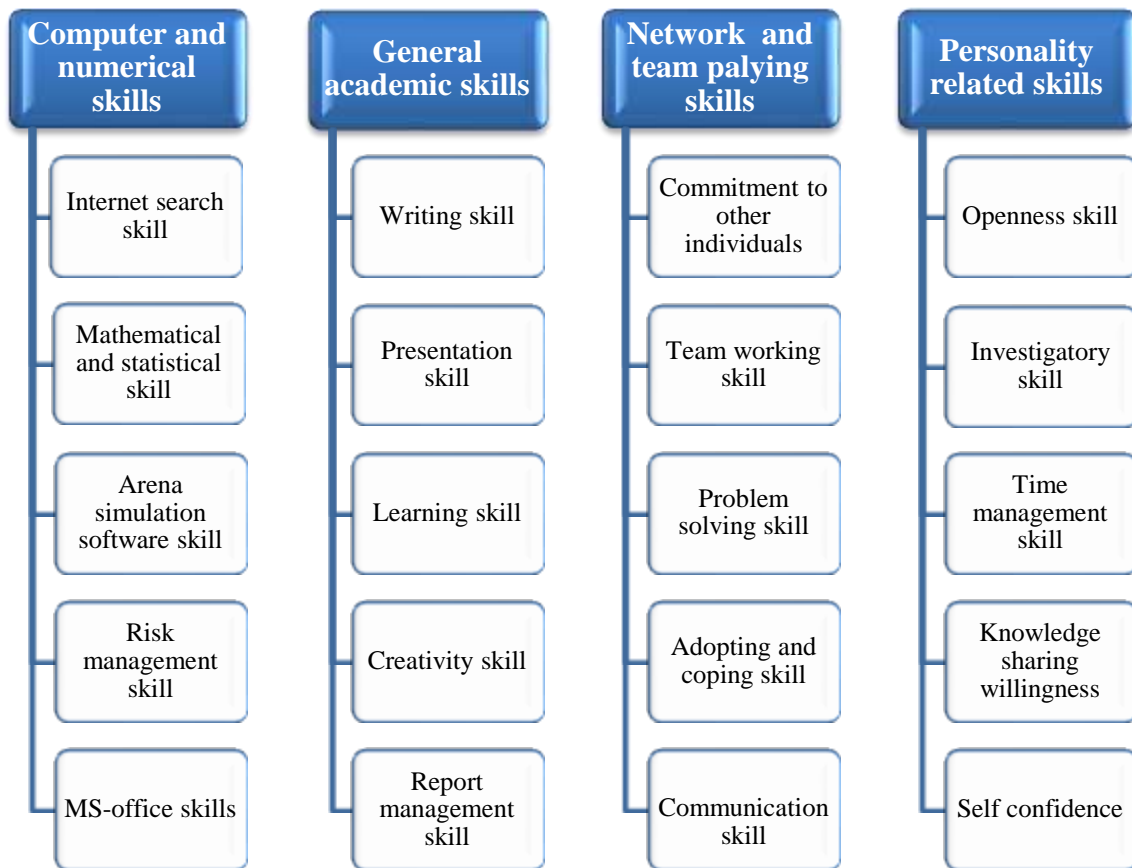 Computer and
numerical
skills
Internet search
skill
Mathematical
and statistical
skill
Arena
simulation
software skill
Risk
management
skill
MS-office skills
General
academic skills
Writing skill
Presentation
skill
Learning skill
Creativity skill
Report
management
skill
Network and
team palying
skills
Commitment to
other
individuals
Team working
skill
Problem
solving skill
Adopting and
coping skill
Communication
skill
Personality
related skills
Openness skill
Investigatory
skill
Time
management
skill
Knowledge
sharing
willingness
Self confidence